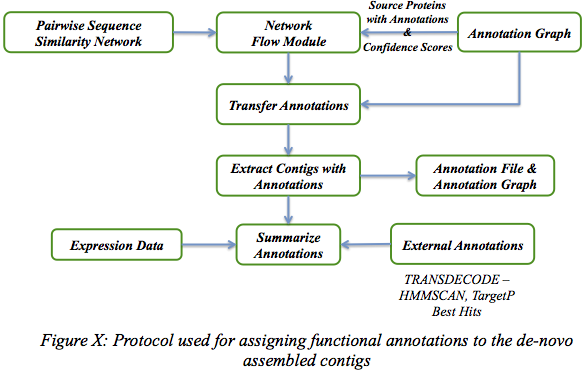 Pairwise Sequence
Similarity Network
Network
Flow Module
Source Proteins
with Annotations
&
Confidence Scores
Annotation Graph
Transfer Annotations
Extract Contigs with
Annotations
Annotation File &
Annotation Graph
Expression Data
Summarize
Annotations
External Annotations
TRANSDECODE –
HMMSCAN, TargetP
Best Hits
Figure X: Protocol used for assigning functional annotations to the de-novo
assembled contigs